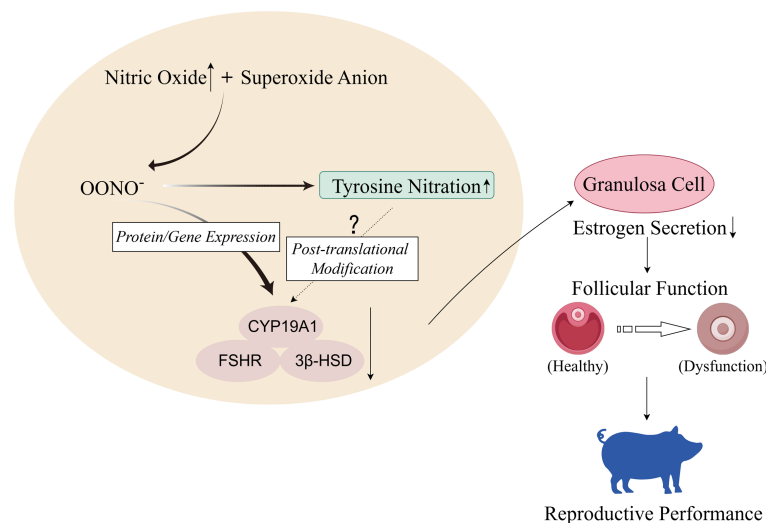 Nitric Oxide↑ + Superoxide Anion
OONO⁻
Tyrosine Nitration↑
Protein/Gene Expression
?
Post-translational
Modification
CYP19A1
FSHR
3β-HSD
Granulosa Cell
Estrogen Secretion↓
Follicular Function
(Healthy)
(Dysfunction)
Reproductive Performance